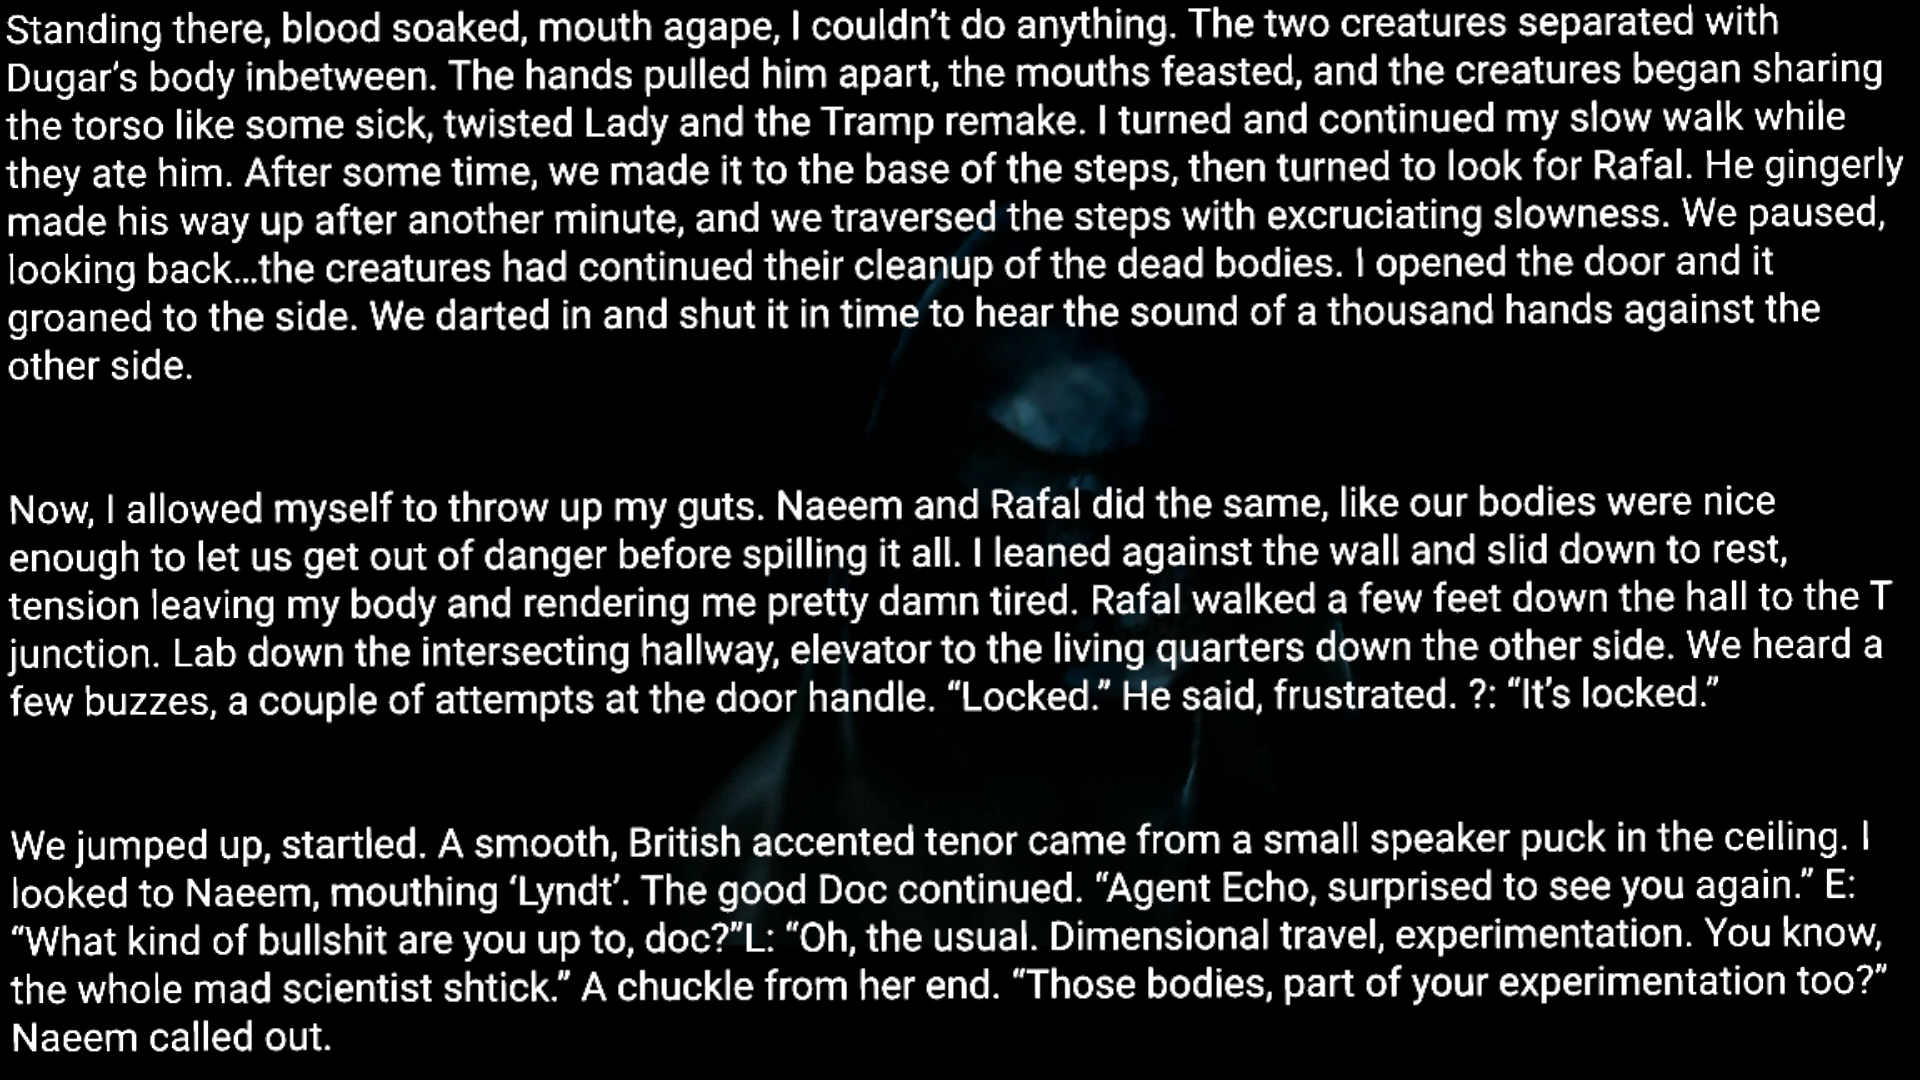 Standing there, blood soaked, mouth agape, I couldn’t do anything. The two creatures separated with
Dugar’s body inbetween. The hands pulled him apart, the mouths feasted, and the creatures began sharing
the torso like some sick, twisted Lady and the Tramp remake. I turned and continued my slow walk while
they ate him. After some time, we made it to the base of the steps, then turned to look for Rafal. He gingerly
made his way up after another minute, and we traversed the steps with excruciating slowness. We paused,
looking back...the creatures had continued their cleanup of the dead bodies. I opened the door and it
groaned to the side. We darted in and shut it in time to hear the sound of a thousand hands against the
other side.
Now, I allowed myself to throw up my guts. Naeem and Rafal did the same, like our bodies were nice
enough to let us get out of danger before spilling it all. I leaned against the wall and slid down to rest,
tension leaving my body and rendering me pretty damn tired. Rafal walked a few feet down the hall to the T
junction. Lab down the intersecting hallway, elevator to the living quarters down the other side. We heard a
few buzzes, a couple of attempts at the door handle. “Locked.” He said, frustrated. ?: “It’s locked.”
We jumped up, startled. A smooth, British accented tenor came from a small speaker puck in the ceiling. I
looked to Naeem, mouthing ‘Lyndt’. The good Doc continued. “Agent Echo, surprised to see you again.” E:
“What kind of bullshit are you up to, doc?”L: “Oh, the usual. Dimensional travel, experimentation. You know,
the whole mad scientist shtick.” A chuckle from her end. “Those bodies, part of your experimentation too?”
Naeem called out.